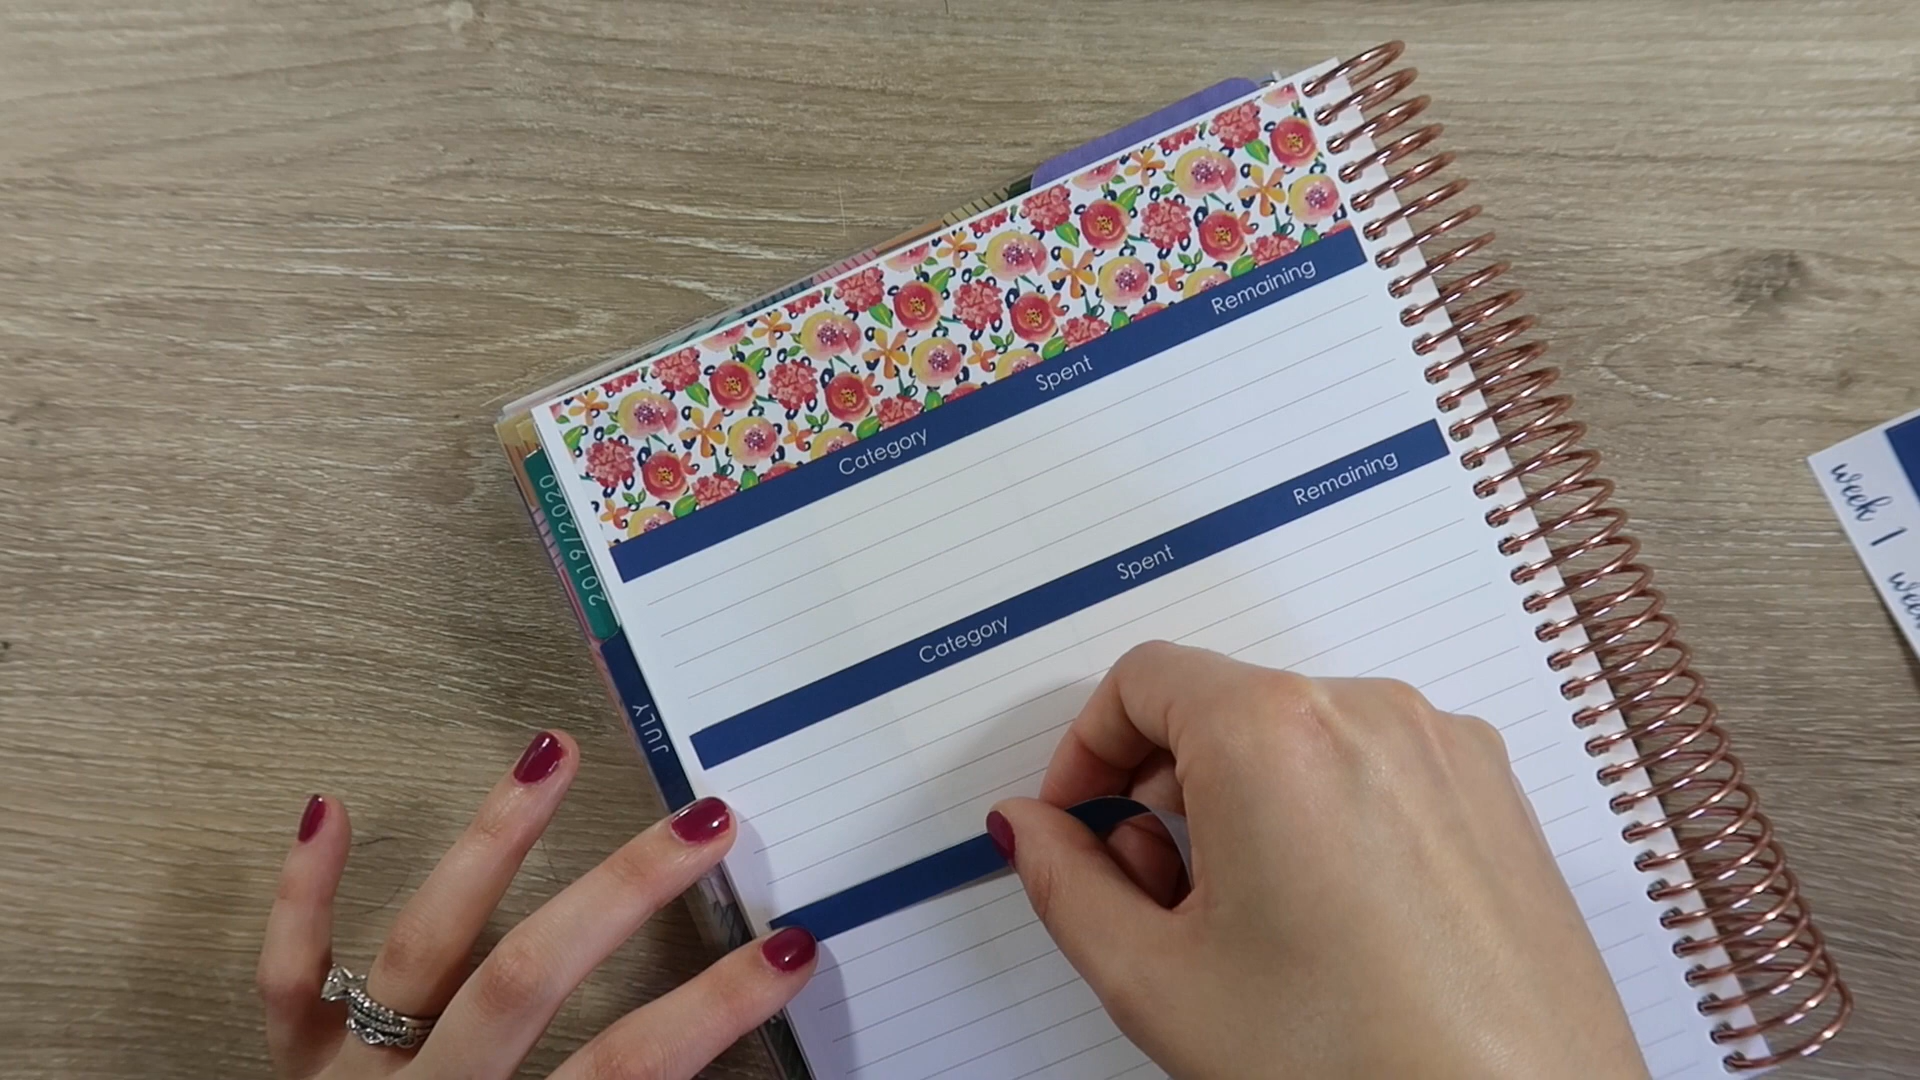 Category Spent Remaining
Category Spent Remaining
2019/2020
JULY
week 1